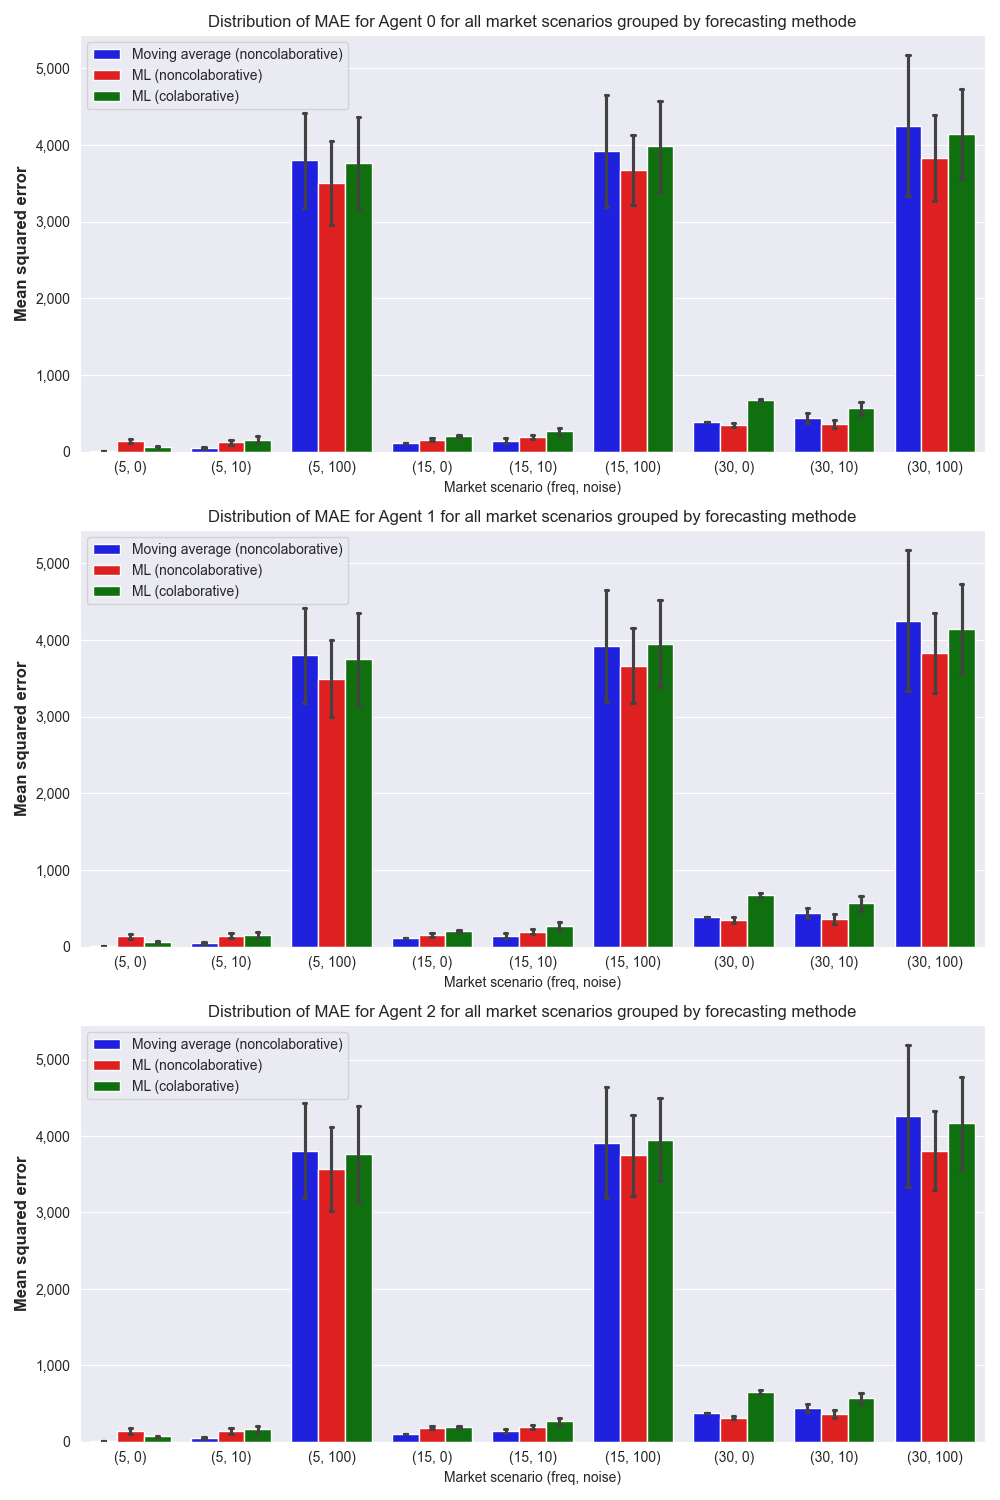 Distribution of MAE for Agent 0 for all market scenarios grouped by forecasting methode
Moving average (noncolaborative)
ML (noncolaborative)
ML (colaborative)
Mean squared error
5,000
4,000
3,000
2,000
1,000
0
(5, 0) (5, 10) (5, 100) (15, 0) (15, 10) (15, 100) (30, 0) (30, 10) (30, 100)
Market scenario (freq, noise)
Distribution of MAE for Agent 1 for all market scenarios grouped by forecasting methode
Moving average (noncolaborative)
ML (noncolaborative)
ML (colaborative)
Mean squared error
5,000
4,000
3,000
2,000
1,000
0
(5, 0) (5, 10) (5, 100) (15, 0) (15, 10) (15, 100) (30, 0) (30, 10) (30, 100)
Market scenario (freq, noise)
Distribution of MAE for Agent 2 for all market scenarios grouped by forecasting methode
Moving average (noncolaborative)
ML (noncolaborative)
ML (colaborative)
Mean squared error
5,000
4,000
3,000
2,000
1,000
0
(5, 0) (5, 10) (5, 100) (15, 0) (15, 10) (15, 100) (30, 0) (30, 10) (30, 100)
Market scenario (freq, noise)